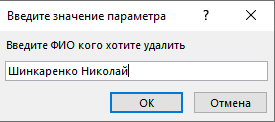 Введите значение параметра ? ×
Введите ФИО кого хотите удалить
Шинкаренко Николай
ОК Отмена